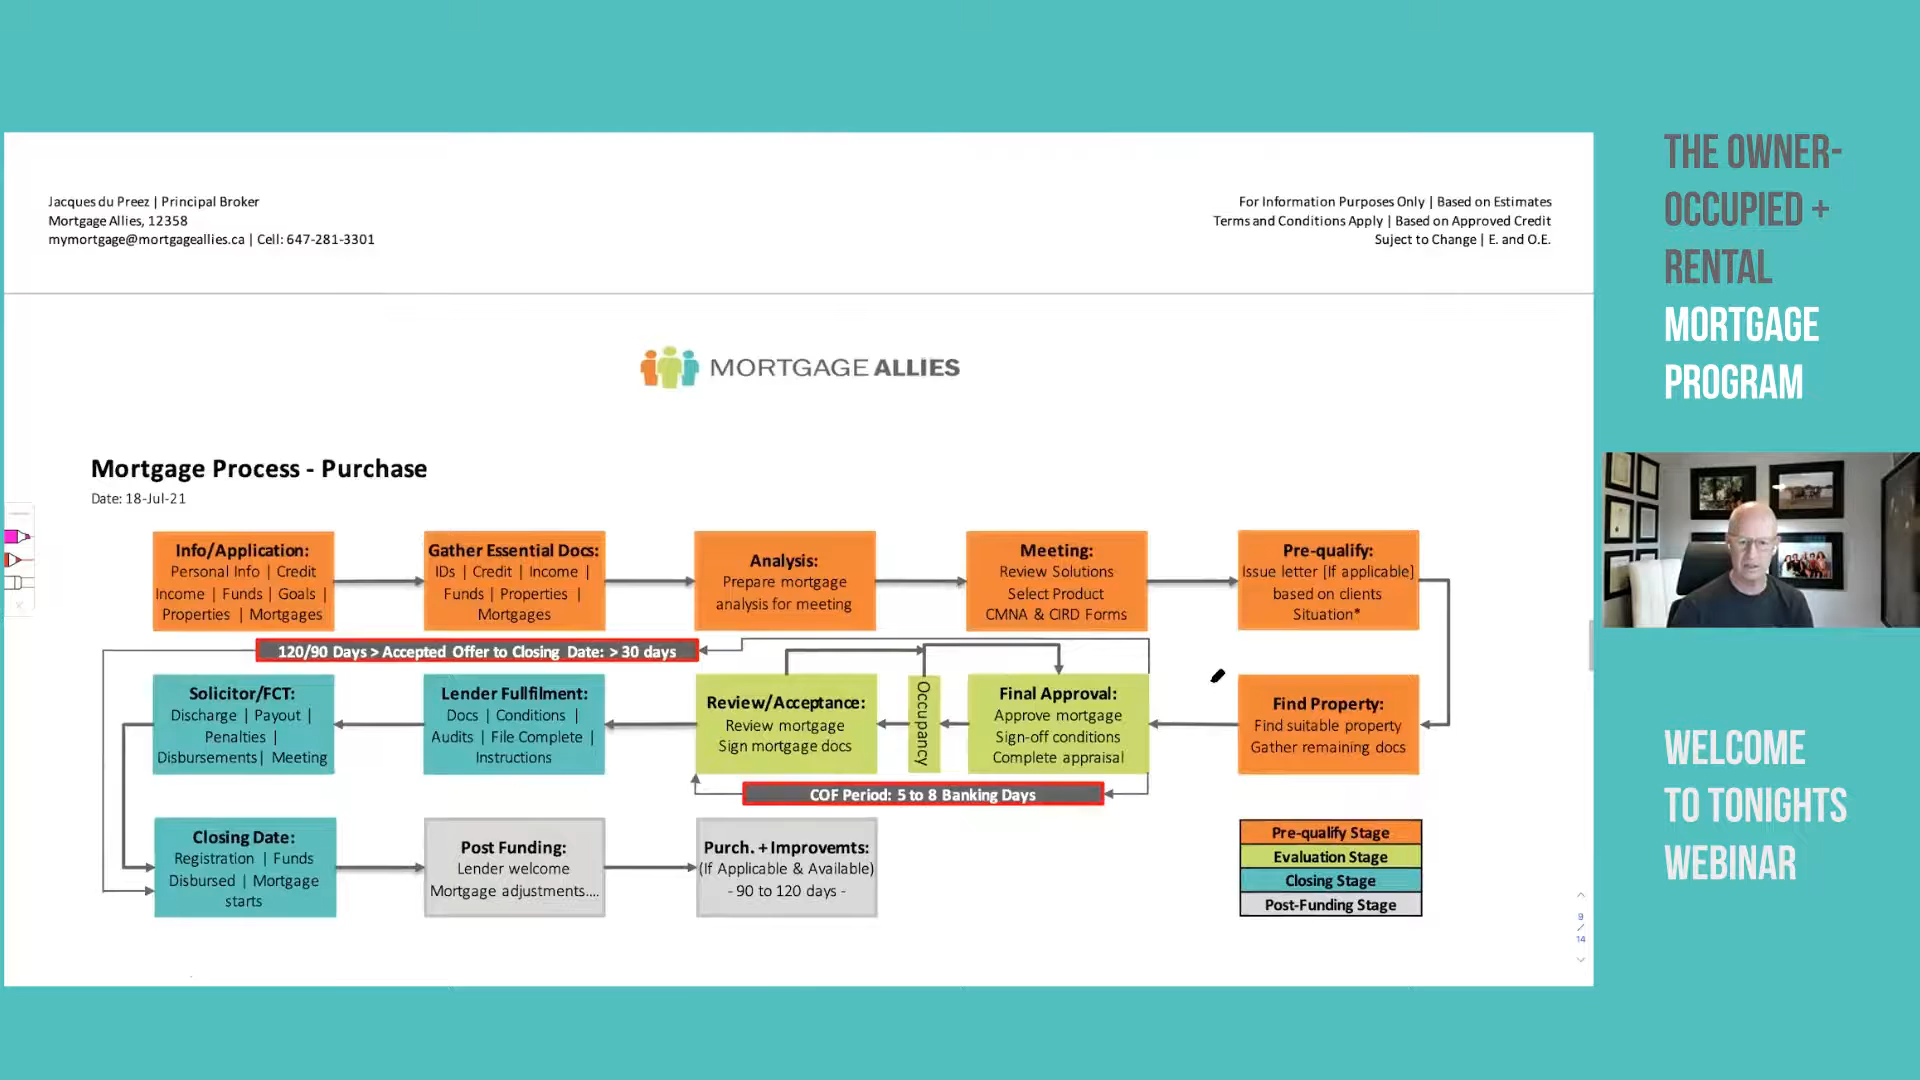 Jacques du Preez | Principal Broker
Mortgage Allies, 12358
mymortgage@mortgageallies.ca | Cell: 647-281-3301
For Information Purposes Only | Based on Estimates
Terms and Conditions Apply | Based on Approved Credit
Suject to Change | E. and O.E.
MORTGAGE ALLIES
Mortgage Process - Purchase
Date: 18-Jul-21
Info/Application:
Personal Info | Credit
Income | Funds | Goals |
Properties | Mortgages
Gather Essential Docs:
IDs | Credit | Income |
Funds | Properties |
Mortgages
Analysis:
Prepare mortgage
analysis for meeting
Meeting:
Review Solutions
Select Product
CMNA & CIRD Forms
Pre-qualify:
Issue letter [If applicable]
based on clients
Situation*
120/90 Days > Accepted Offer to Closing Date: > 30 days
Solicitor/FCT:
Discharge | Payout |
Penalties |
Disbursements| Meeting
Lender Fullfilment:
Docs | Conditions |
Audits | File Complete |
Instructions
Review/Acceptance:
Review mortgage
Sign mortgage docs
Occupancy
Final Approval:
Approve mortgage
Sign-off conditions
Complete appraisal
Find Property:
Find suitable property
Gather remaining docs
COF Period: 5 to 8 Banking Days
Closing Date:
Registration | Funds
Disbursed | Mortgage
starts
Post Funding:
Lender welcome
Mortgage adjustments....
Purch. + Improvemts:
(If Applicable & Available)
- 90 to 120 days -
Pre-qualify Stage
Evaluation Stage
Closing Stage
Post-Funding Stage
9
/
14
THE OWNER-
OCCUPIED +
RENTAL
MORTGAGE
PROGRAM
WELCOME
TO TONIGHTS
WEBINAR